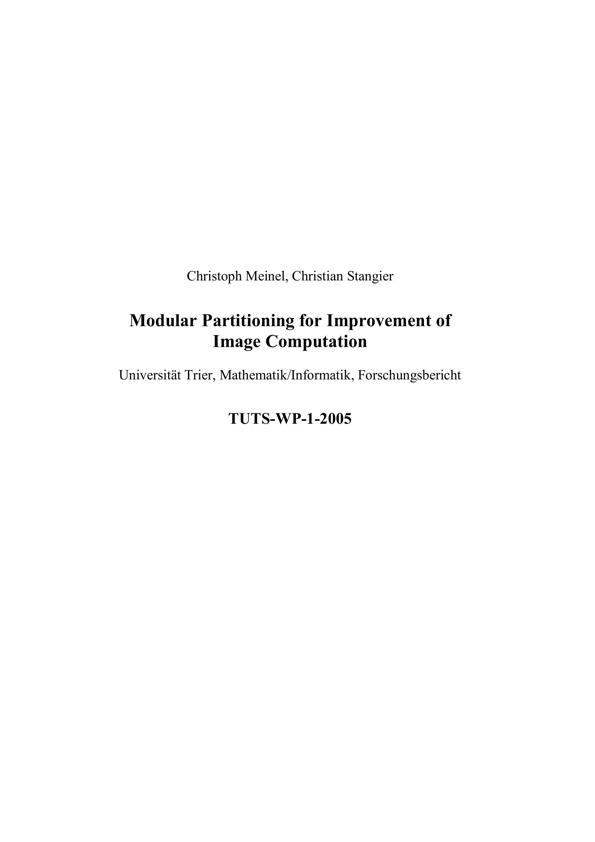 Christoph Meinel, Christian Stangier
Modular Partitioning for Improvement of
Image Computation
Universität Trier, Mathematik/Informatik, Forschungsbericht
TUTS-WP-1-2005